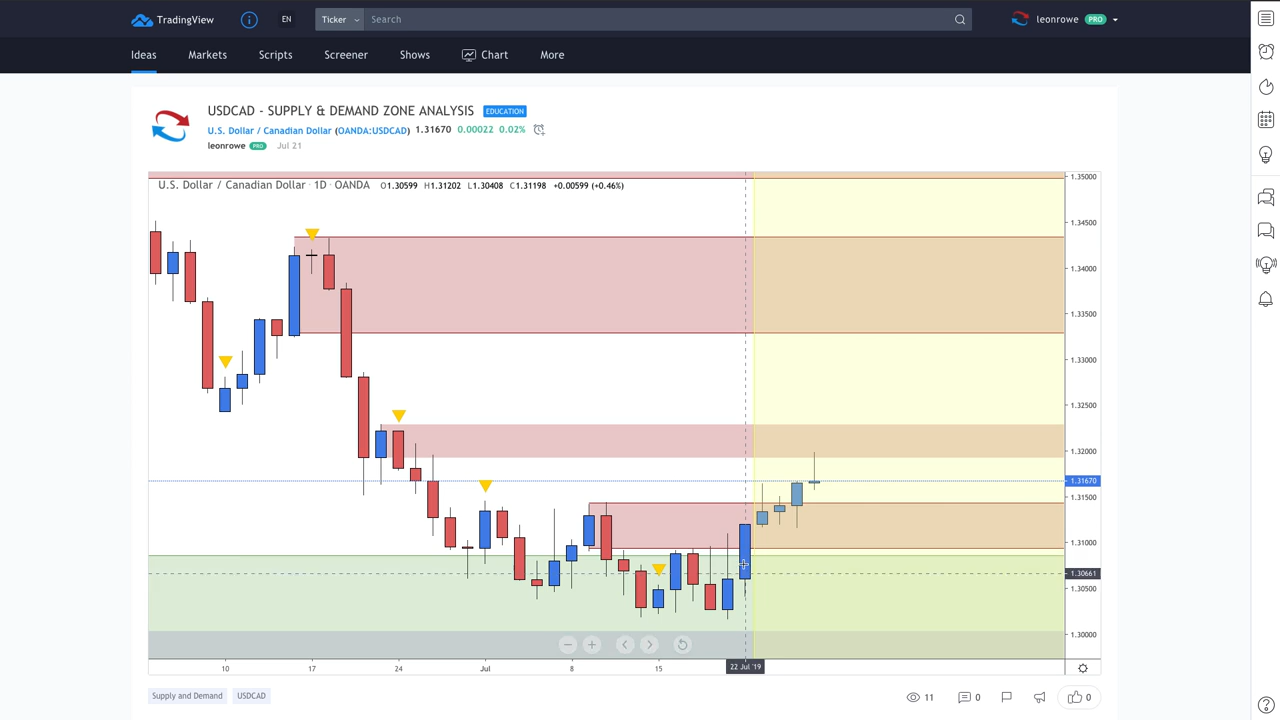 TradingView EN Ticker Search leonrowe PRO
Ideas Markets Scripts Screener Shows Chart More
USDCAD - SUPPLY & DEMAND ZONE ANALYSIS EDUCATION
U.S. Dollar / Canadian Dollar (OANDA:USDCAD) 1.31670 0.00022 0.02%
leonrowe PRO Jul 21
U.S. Dollar / Canadian Dollar · 1D · OANDA O1.30599 H1.31202 L1.30408 C1.31198 +0.00599 (+0.46%)
1.35000
1.34500
1.34000
1.33500
1.33000
1.32500
1.32000
1.31670
1.31500
1.31000
1.30661
1.30500
1.30000
10 17 24 Jul 8 15 22 Jul '19
Supply and Demand USDCAD 11 0 0